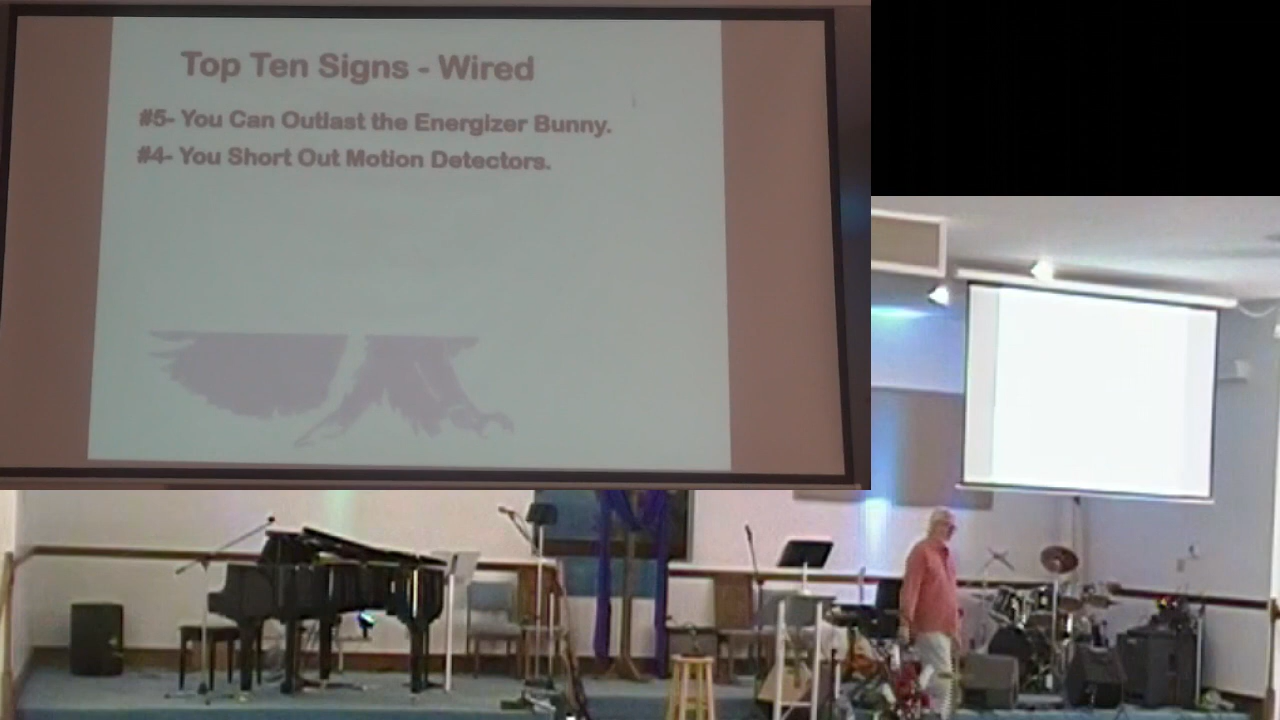 Top Ten Signs - Wired
#5- You Can Outlast the Energizer Bunny.
#4- You Short Out Motion Detectors.